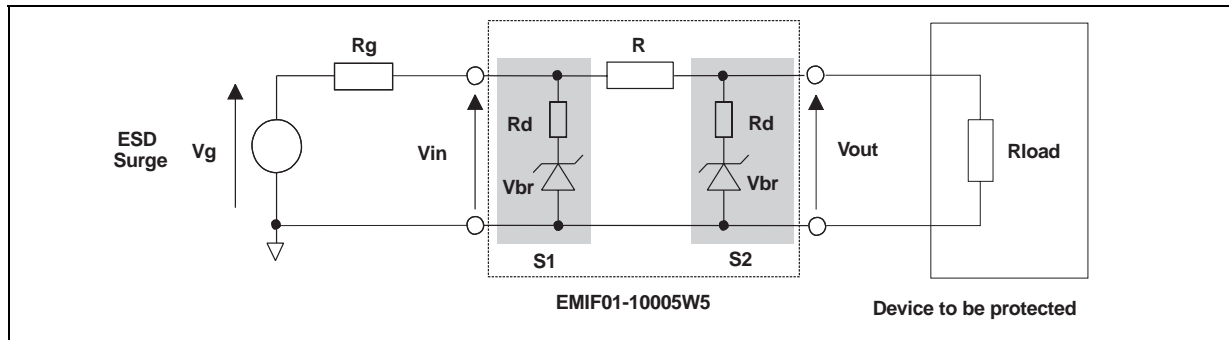 Rg
R
Rd
Rd
ESD
Surge
Vg
Vin
Vout
Rload
Vbr
Vbr
S1
S2
EMIF01-10005W5
Device to be protected